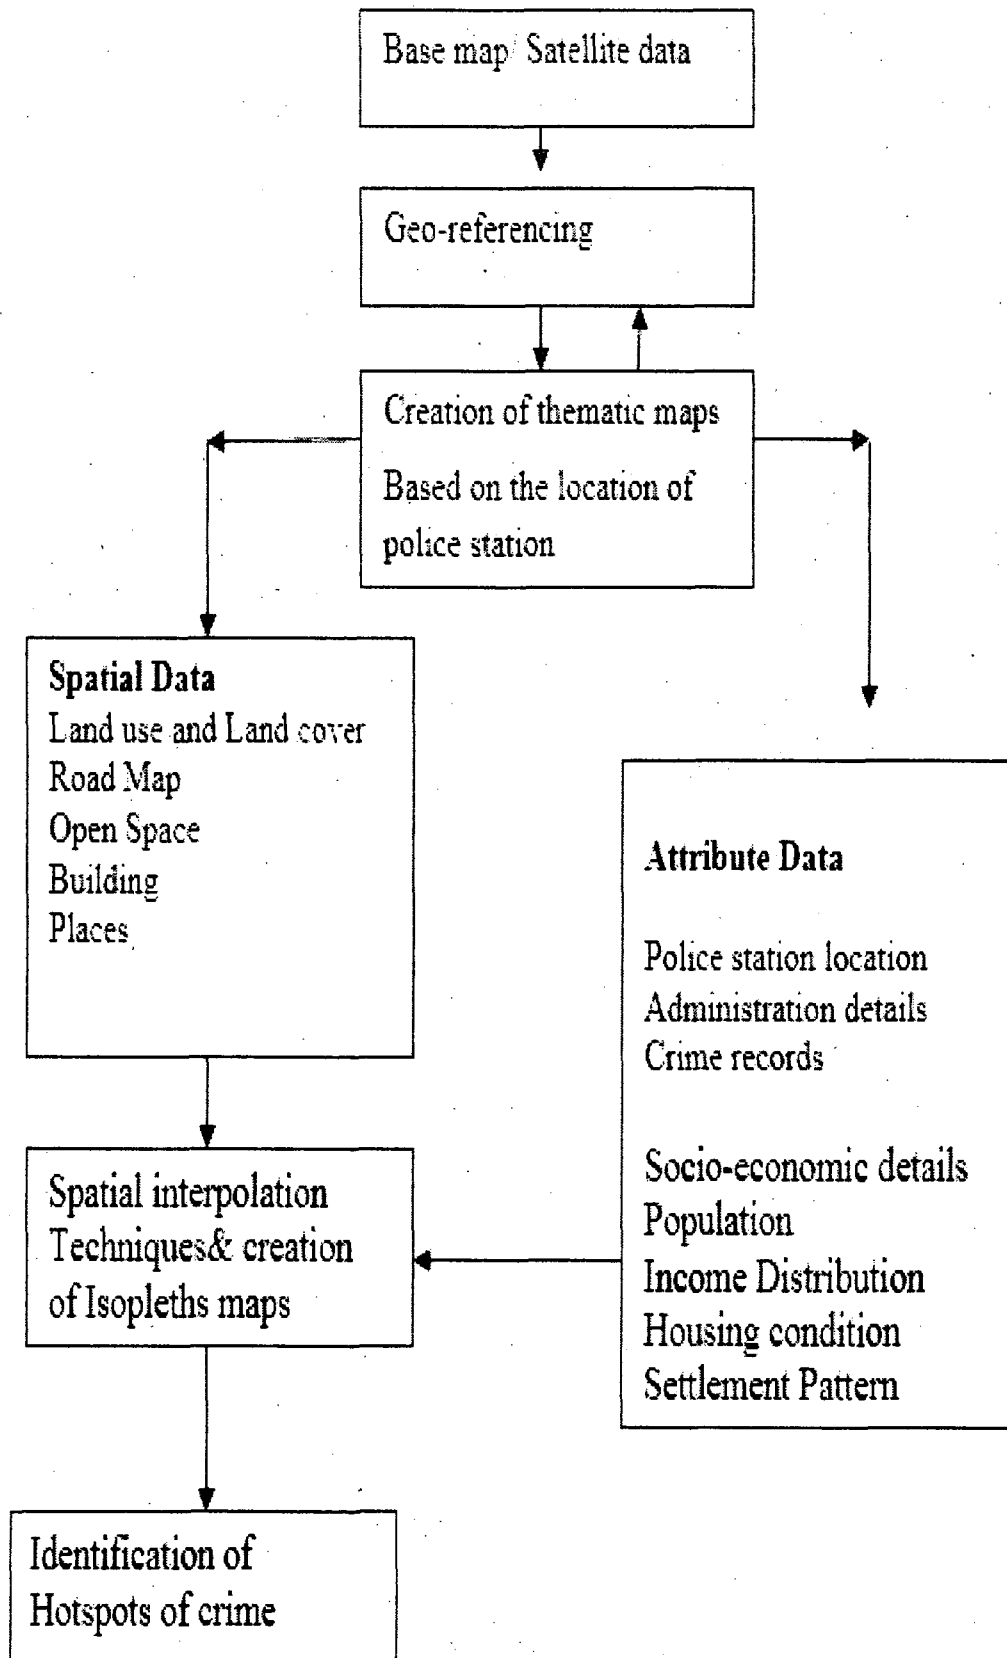 Base map/ Satellite data
Geo-referencing
Creation of thematic maps
Based on the location of
police station
Spatial Data
Land use and Land cover
Road Map
Open Space
Building
Places
Attribute Data
Police station location
Administration details
Crime records
Socio-economic details
Population
Income Distribution
Housing condition
Settlement Pattern
Spatial interpolation
Techniques& creation
of Isopleths maps
Identification of
Hotspots of crime